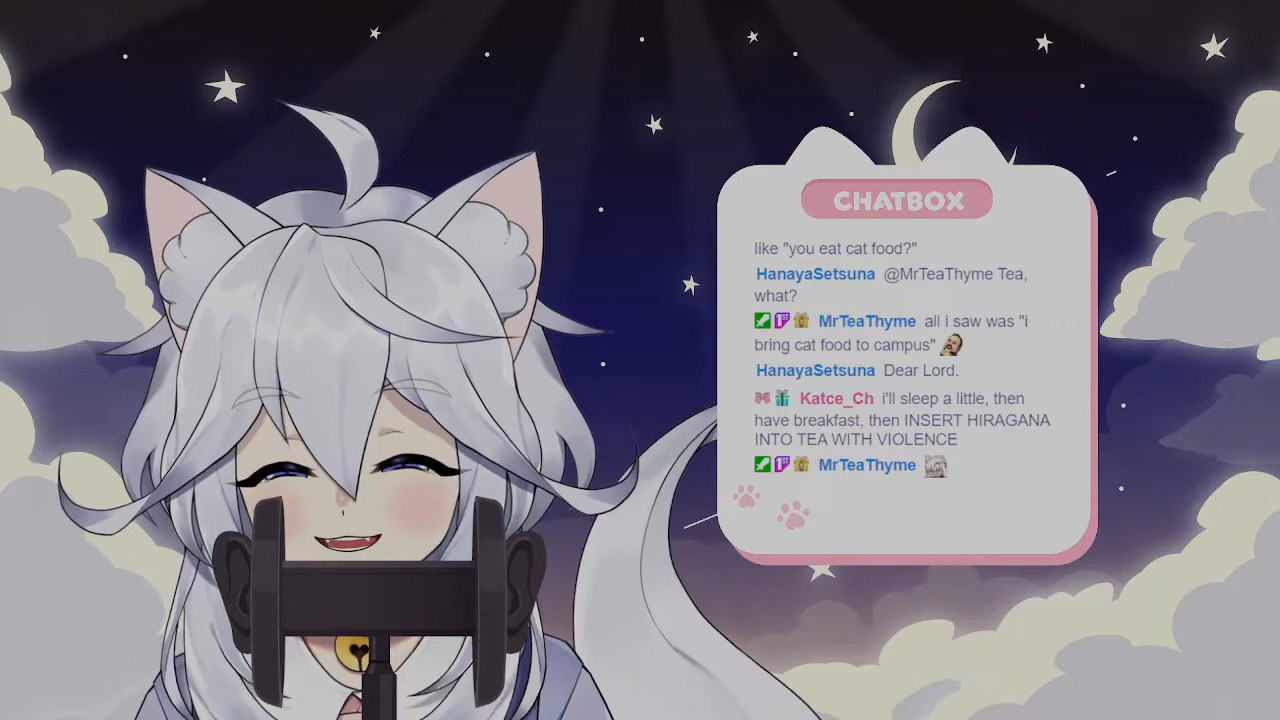 CHATBOX
like "you eat cat food?"
HanayaSetsuna @MrTeaThyme Tea,
what?
MrTeaThyme all i saw was "i
bring cat food to campus"
HanayaSetsuna Dear Lord.
Katce_Ch i'll sleep a little, then
have breakfast, then INSERT HIRAGANA
INTO TEA WITH VIOLENCE
MrTeaThyme